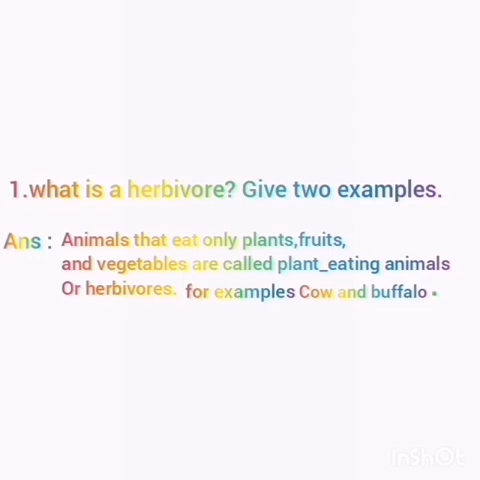 1.what is a herbivore? Give two examples.
Ans : Animals that eat only plants,fruits,
and vegetables are called plant_eating animals
Or herbivores. for examples Cow and buffalo •
InShOt